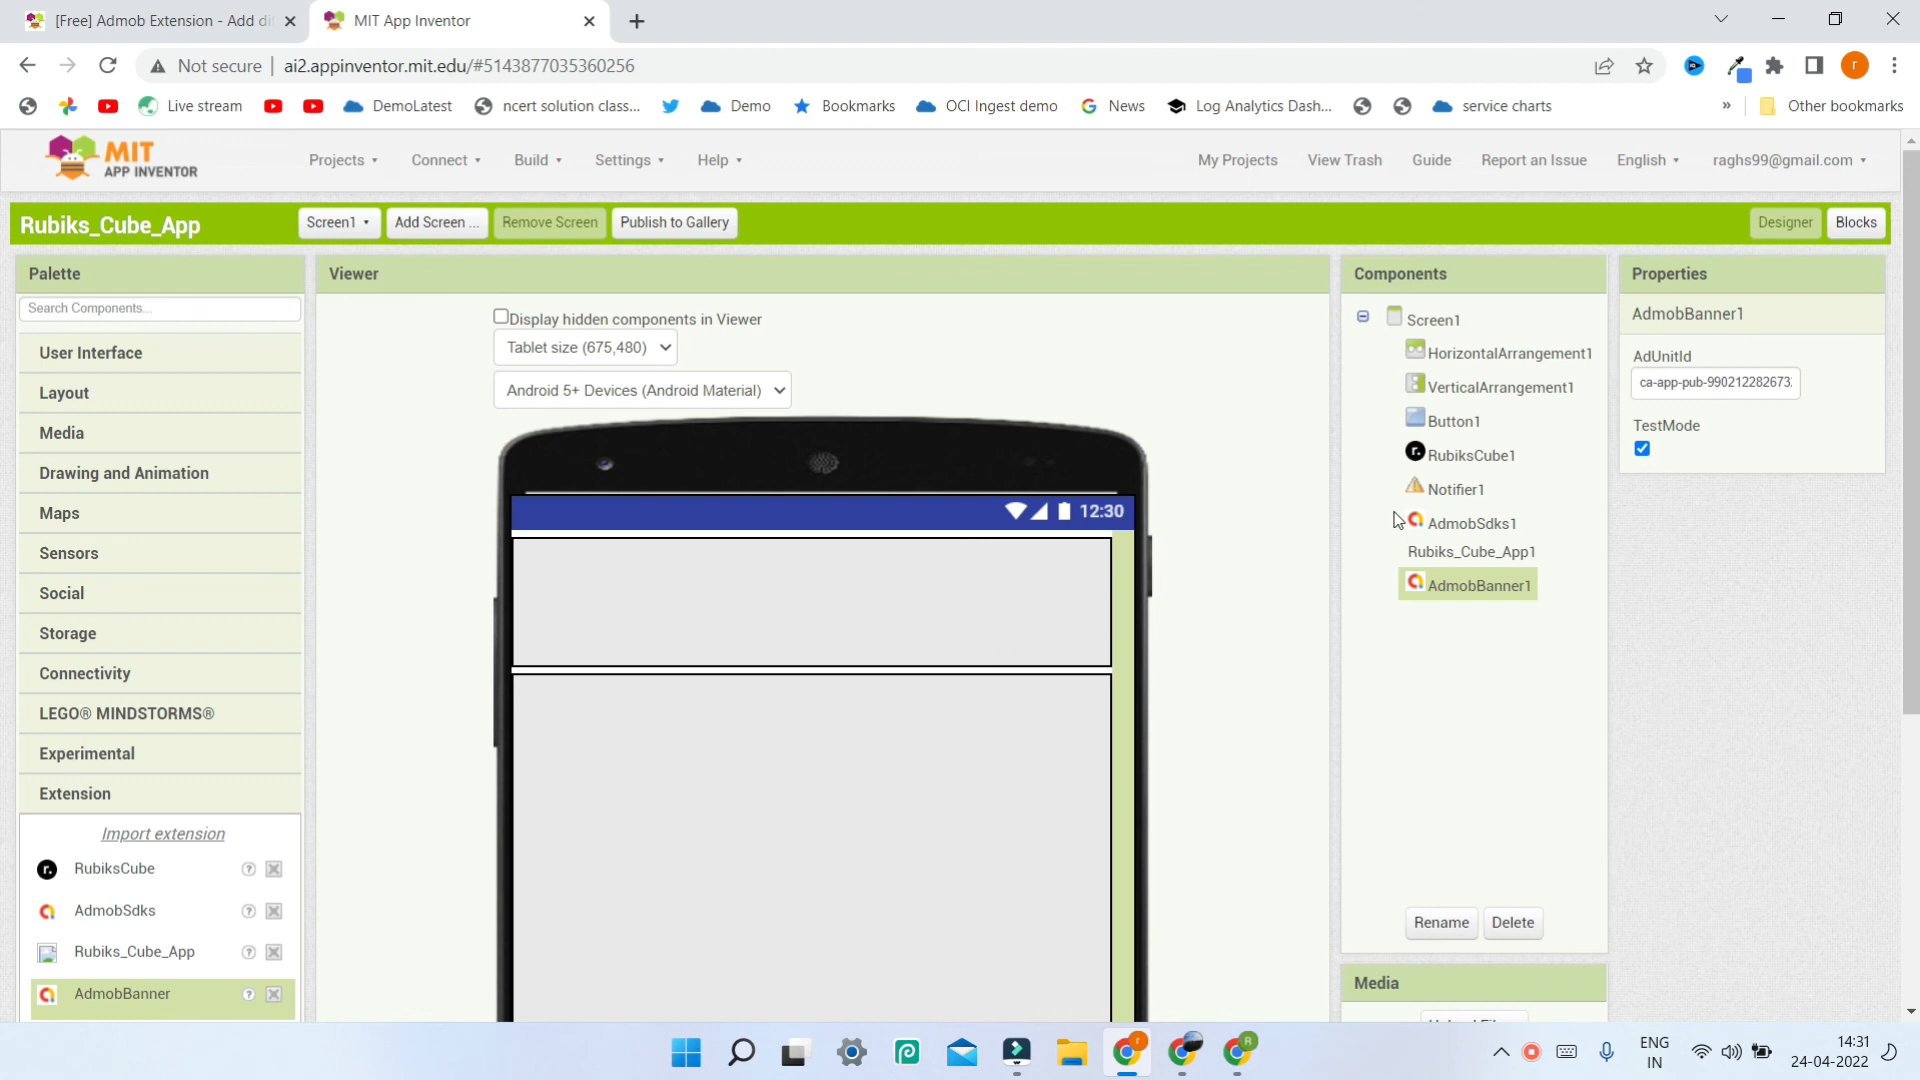 [Free] Admob Extension - Add di
MIT App Inventor
Not secure
ai2.appinventor.mit.edu/#5143877035360256
r
Live stream
DemoLatest
ncert solution class...
Demo
Bookmarks
OCI Ingest demo
News
Log Analytics Dash...
service charts
»
Other bookmarks
MIT
APP INVENTOR
Projects
Connect
Build
Settings
Help
My Projects
View Trash
Guide
Report an Issue
English
raghs99@gmail.com
Rubiks_Cube_App
Screen1
Add Screen ...
Remove Screen
Publish to Gallery
Designer
Blocks
Palette
Search Components...
User Interface
Layout
Media
Drawing and Animation
Maps
Sensors
Social
Storage
Connectivity
LEGO® MINDSTORMS®
Experimental
Extension
Import extension
RubiksCube
AdmobSdks
Rubiks_Cube_App
AdmobBanner
Viewer
Display hidden components in Viewer
Tablet size (675,480)
Android 5+ Devices (Android Material)
12:30
Components
Screen1
HorizontalArrangement1
VerticalArrangement1
Button1
RubiksCube1
Notifier1
AdmobSdks1
Rubiks_Cube_App1
AdmobBanner1
Rename
Delete
Media
Properties
AdmobBanner1
AdUnitId
ca-app-pub-990212282673
TestMode
ENG
IN
14:31
24-04-2022